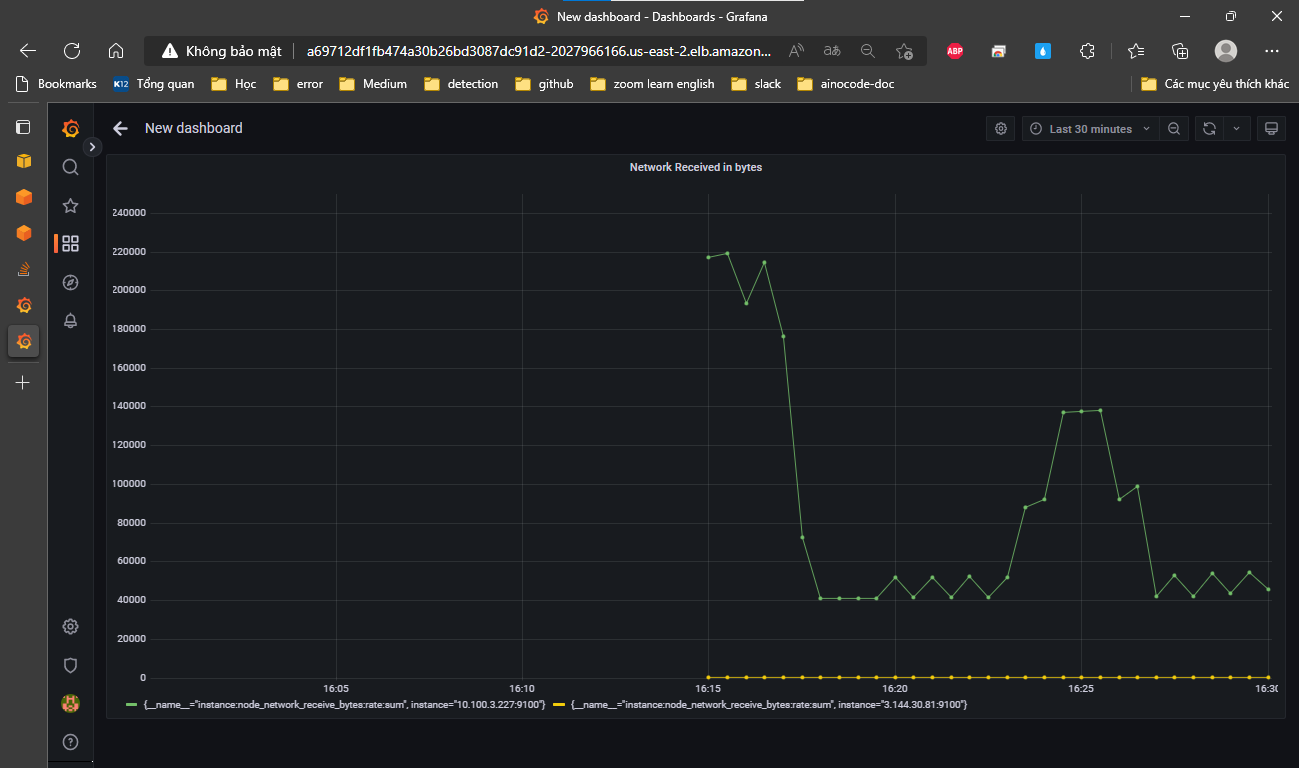 New dashboard - Dashboards - Grafana
Không bảo mật a69712df1fb474a30b26bd3087dc91d2-2027966166.us-east-2.elb.amazon... A aあ ABP
Bookmarks K12 Tổng quan Học error Medium detection github zoom learn english slack ainocode-doc Các mục yêu thích khác
New dashboard Last 30 minutes
Network Received in bytes
240000
220000
200000
180000
160000
140000
120000
100000
80000
60000
40000
20000
0
16:05 16:10 16:15 16:20 16:25 16:30
{__name__="instance:node_network_receive_bytes:rate:sum", instance="10.100.3.227:9100"} {__name__="instance:node_network_receive_bytes:rate:sum", instance="3.144.30.81:9100"}